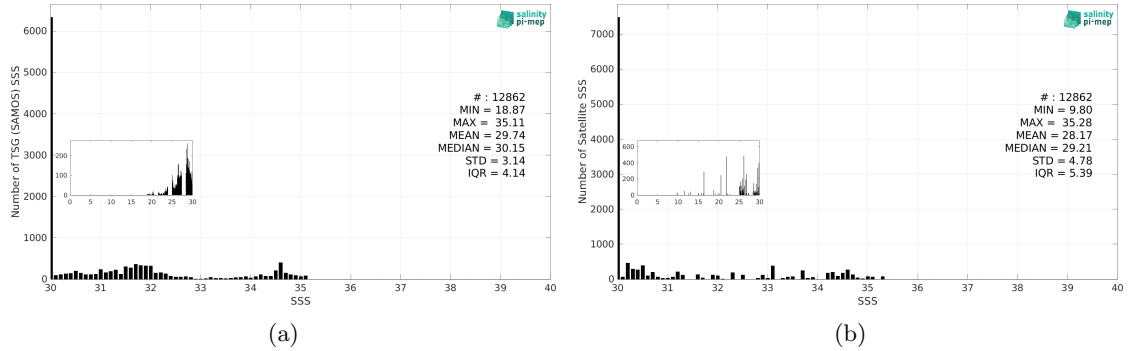 salinity
pi-mep
Number of TSG (SAMOS) SSS
6000
5000
4000
3000
2000
1000
0
# : 12862
MIN = 18.87
MAX = 35.11
MEAN = 29.74
MEDIAN = 30.15
STD = 3.14
IQR = 4.14
200
100
0
0 5 10 15 20 25 30
30 31 32 33 34 35 36 37 38 39 40
SSS
(a)
salinity
pi-mep
Number of Satellite SSS
7000
6000
5000
4000
3000
2000
1000
0
# : 12862
MIN = 9.80
MAX = 35.28
MEAN = 28.17
MEDIAN = 29.21
STD = 4.78
IQR = 5.39
600
400
200
0
0 5 10 15 20 25 30
30 31 32 33 34 35 36 37 38 39 40
SSS
(b)